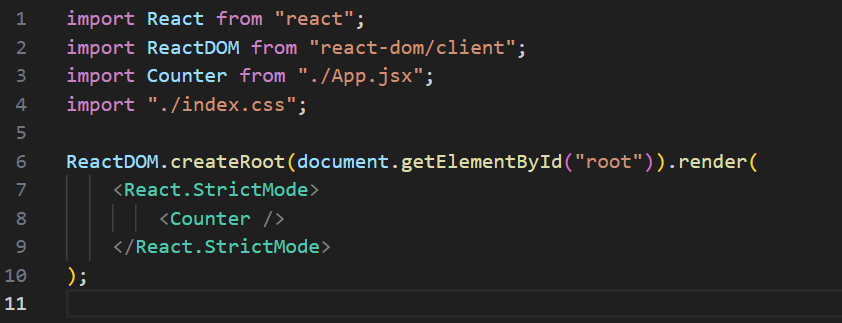 1 import React from "react";
2 import ReactDOM from "react-dom/client";
3 import Counter from "./App.jsx";
4 import "./index.css";
5
6 ReactDOM.createRoot(document.getElementById("root")).render(
7     <React.StrictMode>
8         <Counter />
9     </React.StrictMode>
10 );
11